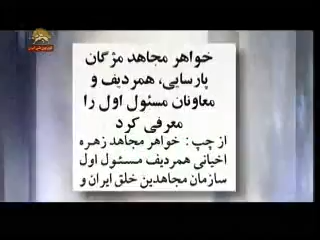 خواهر مجاهد مژگان
پارسایی، همردیف و
معاونان مسئول اول را
معرفی کرد
از چپ : خواهر مجاهد زهره
اخیانی همردیف مسئول اول
سازمان مجاهدین خلق ایران و